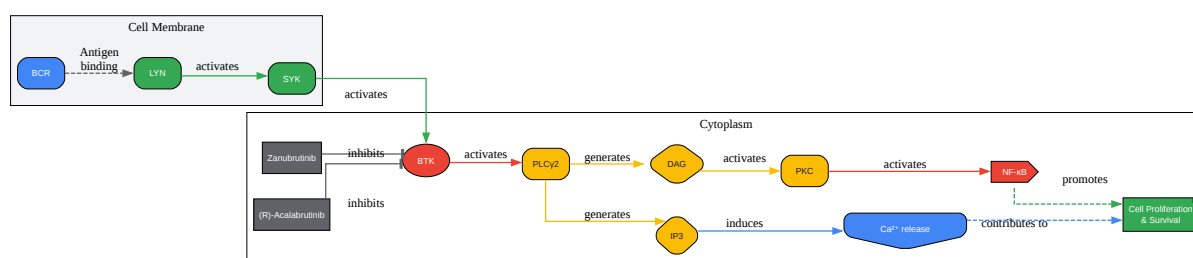 Cell Membrane
BCR
Antigen
binding
LYN
activates
SYK
activates
Cytoplasm
Zanubrutinib
inhibits
BTK
activates
PLCγ2
generates
DAG
activates
PKC
activates
NF-κB
promotes
(R)-Acalabrutinib
inhibits
generates
IP3
induces
Ca²⁺ release
contributes to
Cell Proliferation
& Survival